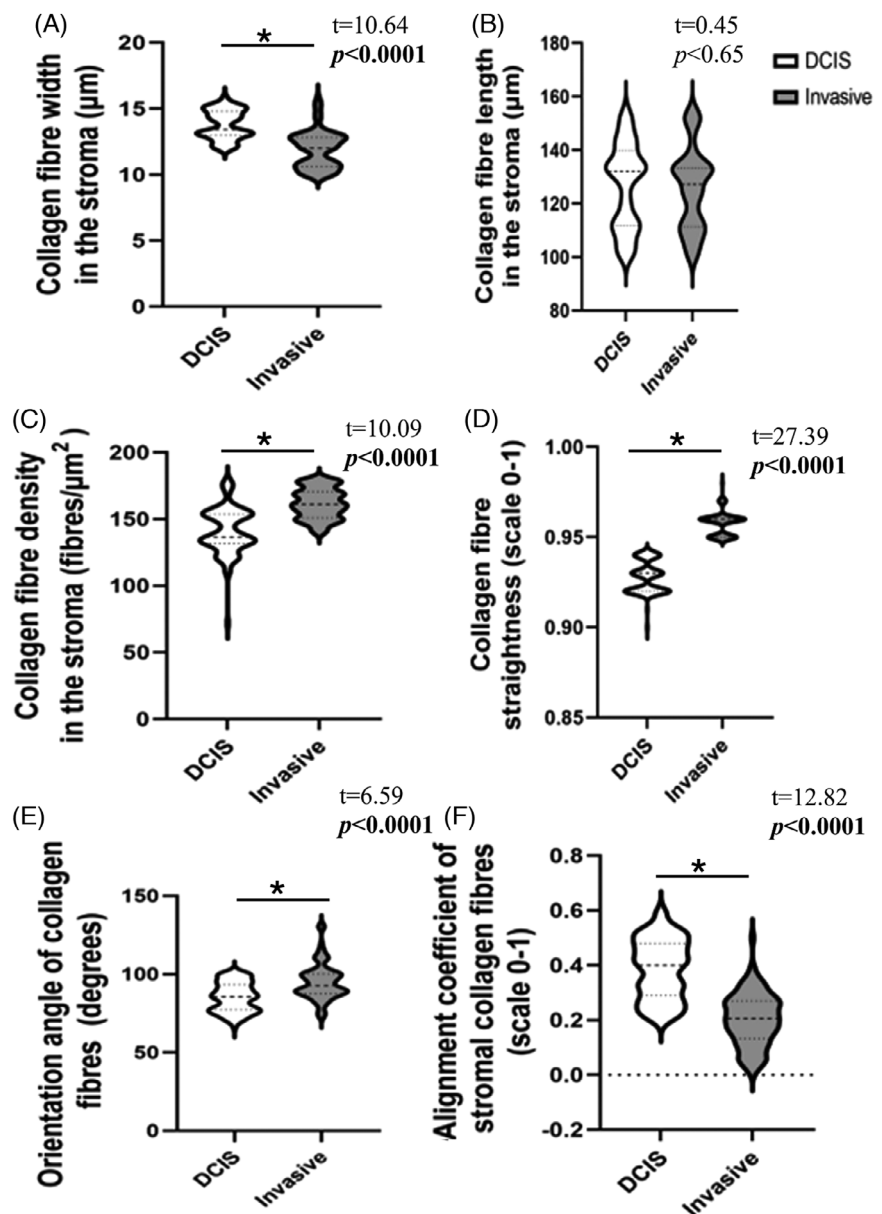 (A)
t=10.64
p<0.0001
*
Collagen fibre width
in the stroma (µm)
20
15
10
5
0
DCIS
Invasive
(B)
t=0.45
p<0.65
DCIS
Invasive
Collagen fibre length
in the stroma (µm)
180
160
140
120
100
80
DCIS
Invasive
(C)
t=10.09
p<0.0001
*
Collagen fibre density
in the stroma (fibres/µm²)
200
150
100
50
0
DCIS
Invasive
(D)
t=27.39
p<0.0001
*
Collagen fibre
straightness (scale 0-1)
1.00
0.95
0.90
0.85
DCIS
Invasive
(E)
t=6.59
p<0.0001
*
Orientation angle of collagen
fibres (degrees)
150
100
50
0
DCIS
Invasive
(F)
t=12.82
p<0.0001
*
Alignment coefficient of
stromal collagen fibres
(scale 0-1)
0.8
0.6
0.4
0.2
0.0
-0.2
DCIS
Invasive